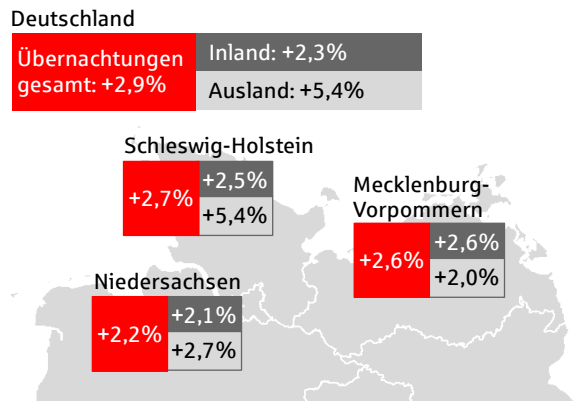 Deutschland
Übernachtungen
gesamt: +2,9%
Inland: +2,3%
Ausland: +5,4%
Schleswig-Holstein
+2,7%
+2,5%
+5,4%
Mecklenburg-
Vorpommern
+2,6%
+2,6%
+2,0%
Niedersachsen
+2,2%
+2,1%
+2,7%